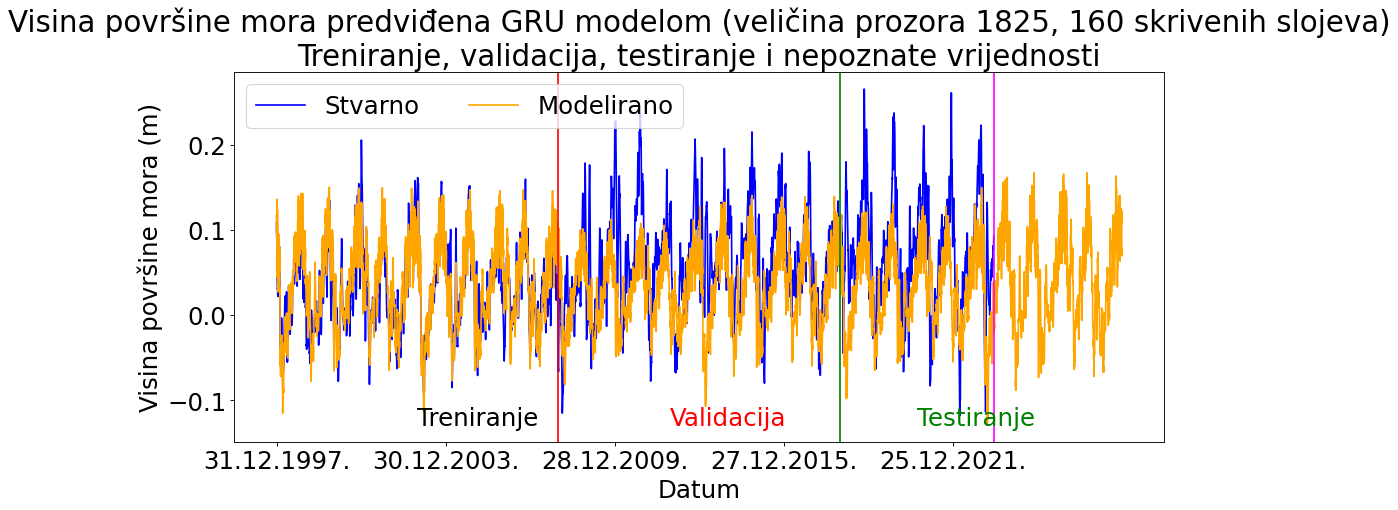 Visina površine mora predviđena GRU modelom (veličina prozora 1825, 160 skrivenih slojeva)
Treniranje, validacija, testiranje i nepoznate vrijednosti
Stvarno Modelirano
Visina površine mora (m)
0.2
0.1
0.0
−0.1
Treniranje Validacija Testiranje
31.12.1997. 30.12.2003. 28.12.2009. 27.12.2015. 25.12.2021.
Datum